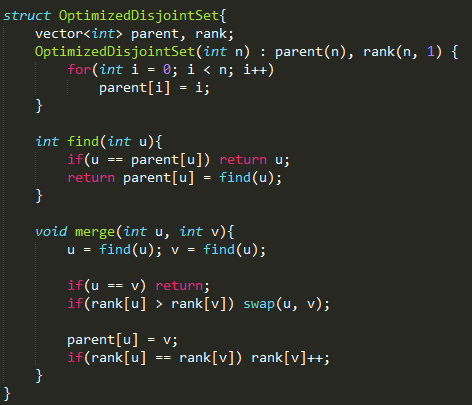 struct OptimizedDisjointSet{
    vector<int> parent, rank;
    OptimizedDisjointSet(int n) : parent(n), rank(n, 1) {
        for(int i = 0; i < n; i++)
            parent[i] = i;
    }

    int find(int u){
        if(u == parent[u]) return u;
        return parent[u] = find(u);
    }

    void merge(int u, int v){
        u = find(u); v = find(u);

        if(u == v) return;
        if(rank[u] > rank[v]) swap(u, v);

        parent[u] = v;
        if(rank[u] == rank[v]) rank[v]++;
    }
}